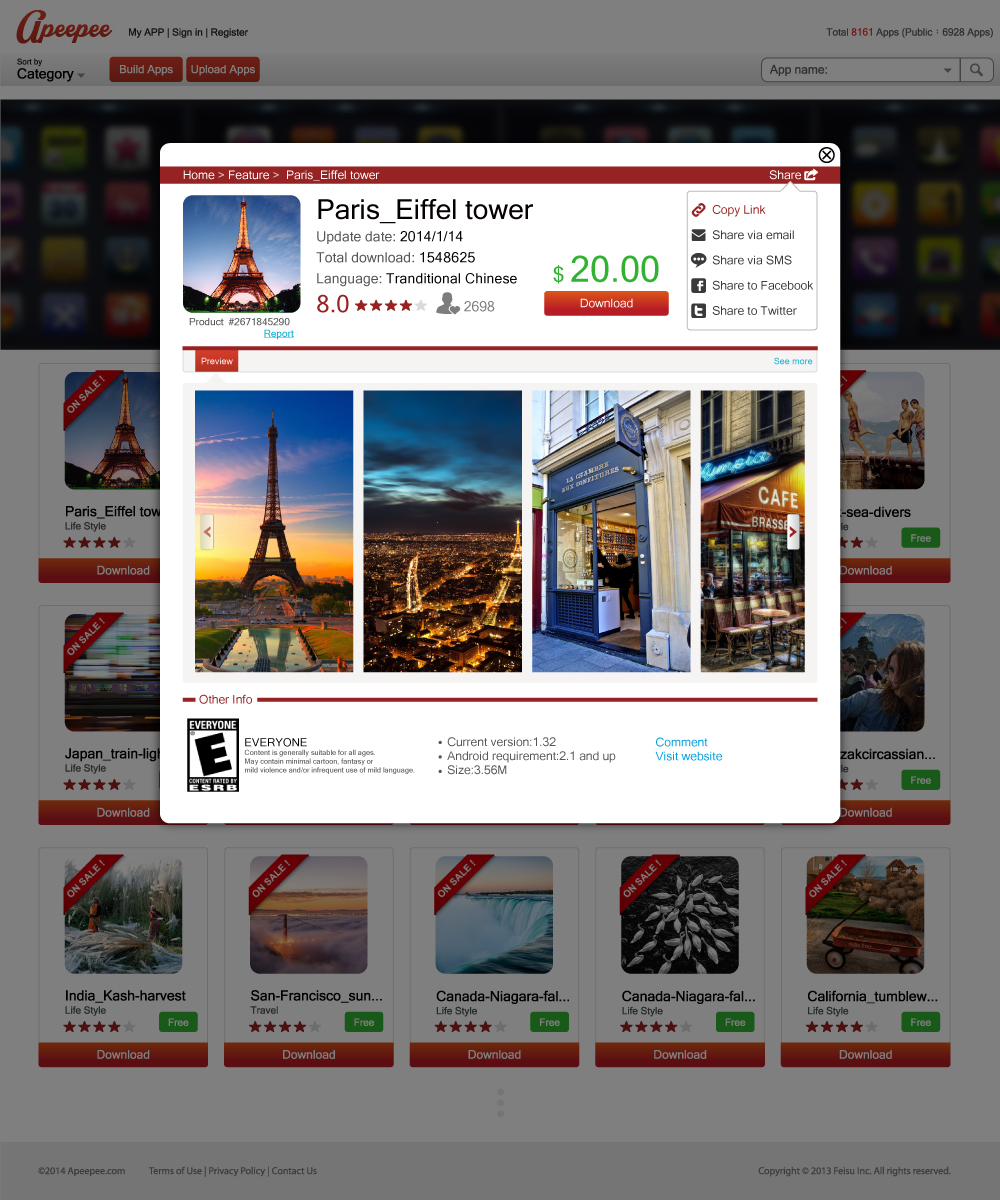 Apeepee
My APP | Sign in | Register
Total 8161 Apps (Public : 6928 Apps)
Sort by
Category
Build Apps
Upload Apps
App name:
Home > Feature > Paris_Eiffel tower
Share
Paris_Eiffel tower
Update date: 2014/1/14
Total download: 1548625
Language: Tranditional Chinese
8.0
2698
Product #2671845290
Report
$ 20.00
Download
Copy Link
Share via email
Share via SMS
Share to Facebook
Share to Twitter
Preview
See more
LA CHAMBRE
AUX CONFITURES
CAFE
BRASSE
Other Info
EVERYONE
E
CONTENT RATED BY
ESRB
EVERYONE
Content is generally suitable for all ages.
May contain minimal cartoon, fantasy or
mild violence and/or infrequent use of mild language.
• Current version:1.32
• Android requirement:2.1 and up
• Size:3.56M
Comment
Visit website
ON SALE !
Paris_Eiffel tow
Life Style
Download
-sea-divers
Free
Download
ON SALE !
Japan_train-ligh
Life Style
Download
zakcircassian...
Free
Download
ON SALE !
India_Kash-harvest
Life Style
Free
Download
ON SALE !
San-Francisco_sun...
Travel
Free
Download
ON SALE !
Canada-Niagara-fal...
Life Style
Free
Download
ON SALE !
Canada-Niagara-fal...
Life Style
Free
Download
ON SALE !
California_tumblew...
Life Style
Free
Download
©2014 Apeepee.com
Terms of Use | Privacy Policy | Contact Us
Copyright © 2013 Feisu Inc. All rights reserved.